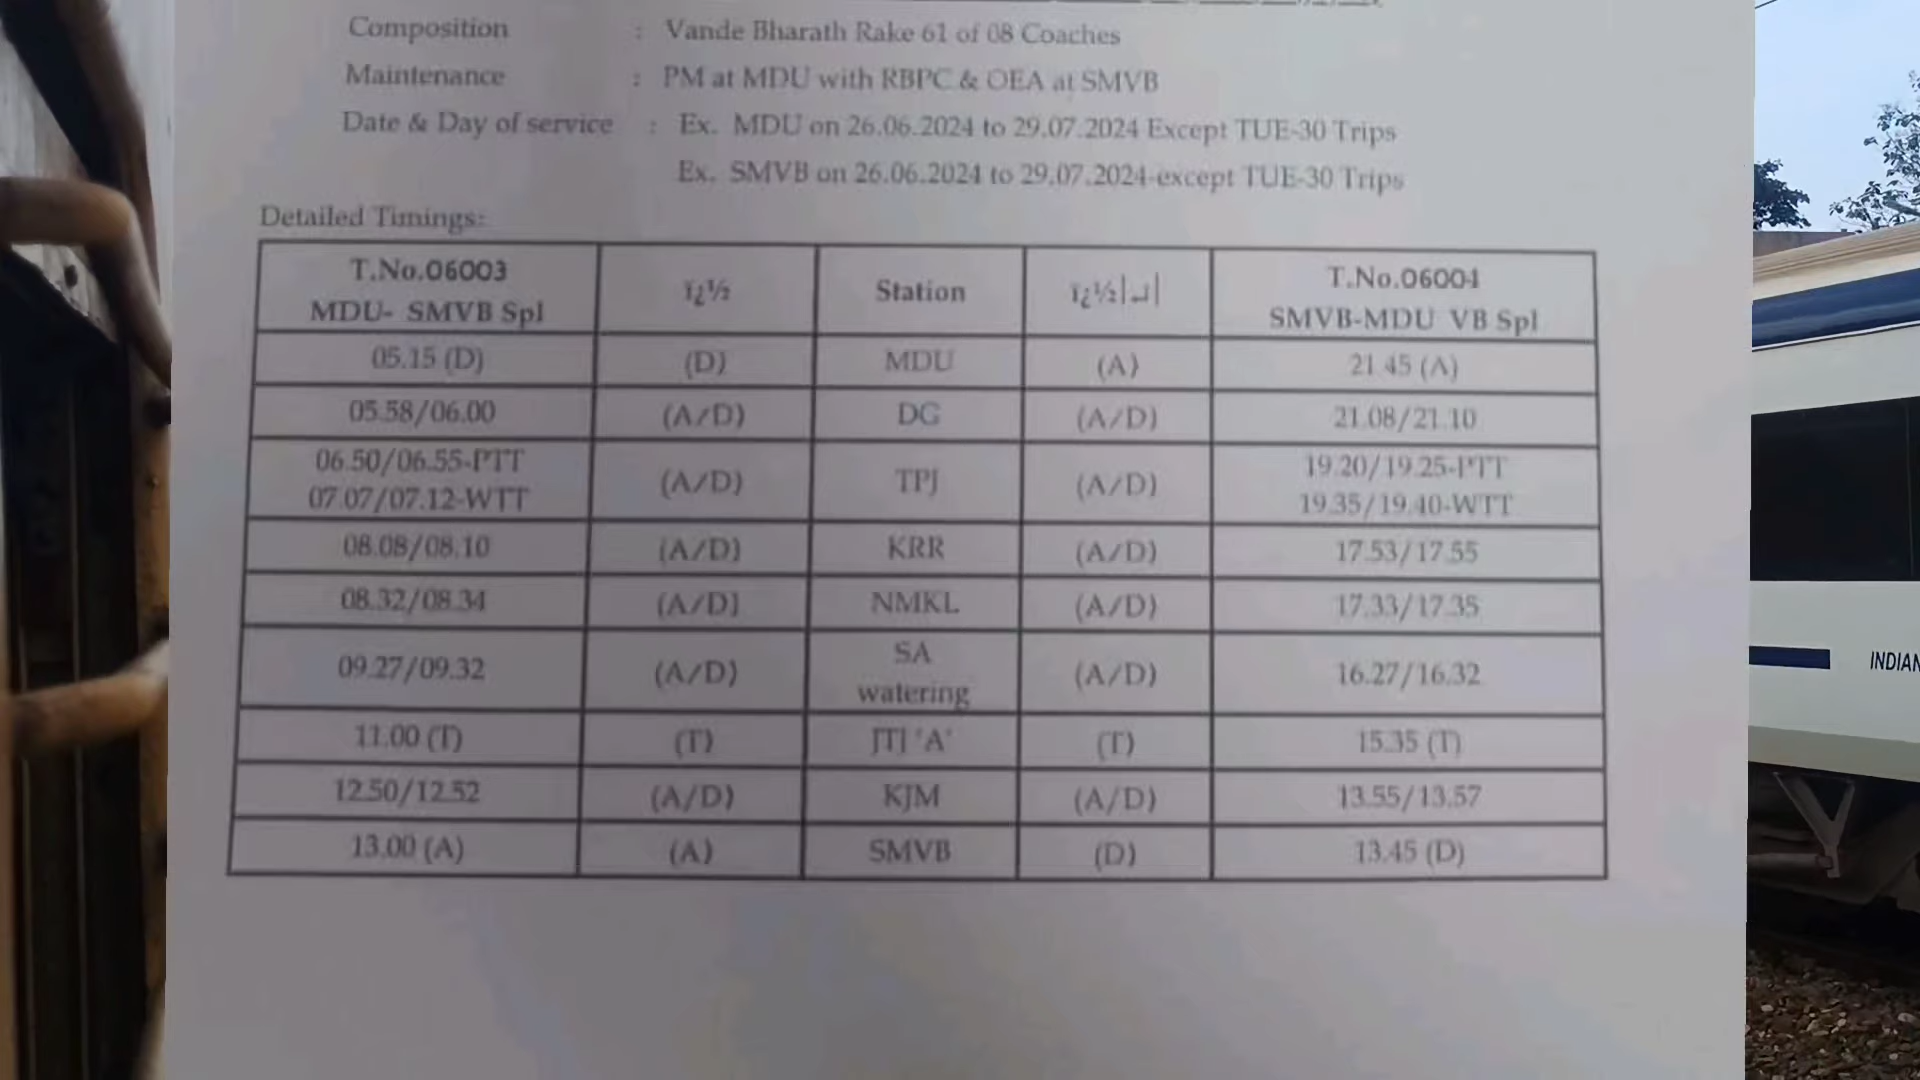 Composition : Vande Bharath Rake 61 of 08 Coaches
Maintenance : PM at MDU with RBPC & OEA at SMVB
Date & Day of service : Ex. MDU on 26.06.2024 to 29.07.2024 Except TUE-30 Trips
Ex. SMVB on 26.06.2024 to 29.07.2024-except TUE-30 Trips
Detailed Timings:
T.No.06003 MDU- SMVB Spl ï¿½ Station ï¿½|ـ| T.No.06004 SMVB-MDU VB Spl
05.15 (D) (D) MDU (A) 21.45 (A)
05.58/06.00 (A/D) DG (A/D) 21.08/21.10
06.50/06.55-PTT 07.07/07.12-WTT (A/D) TPJ (A/D) 19.20/19.25-PTT 19.35/19.40-WTT
08.08/08.10 (A/D) KRR (A/D) 17.53/17.55
08.32/08.34 (A/D) NMKL (A/D) 17.33/17.35
09.27/09.32 (A/D) SA watering (A/D) 16.27/16.32
11.00 (T) (T) JTJ 'A' (T) 15.35 (T)
12.50/12.52 (A/D) KJM (A/D) 13.55/13.57
13.00 (A) (A) SMVB (D) 13.45 (D)
INDIAN